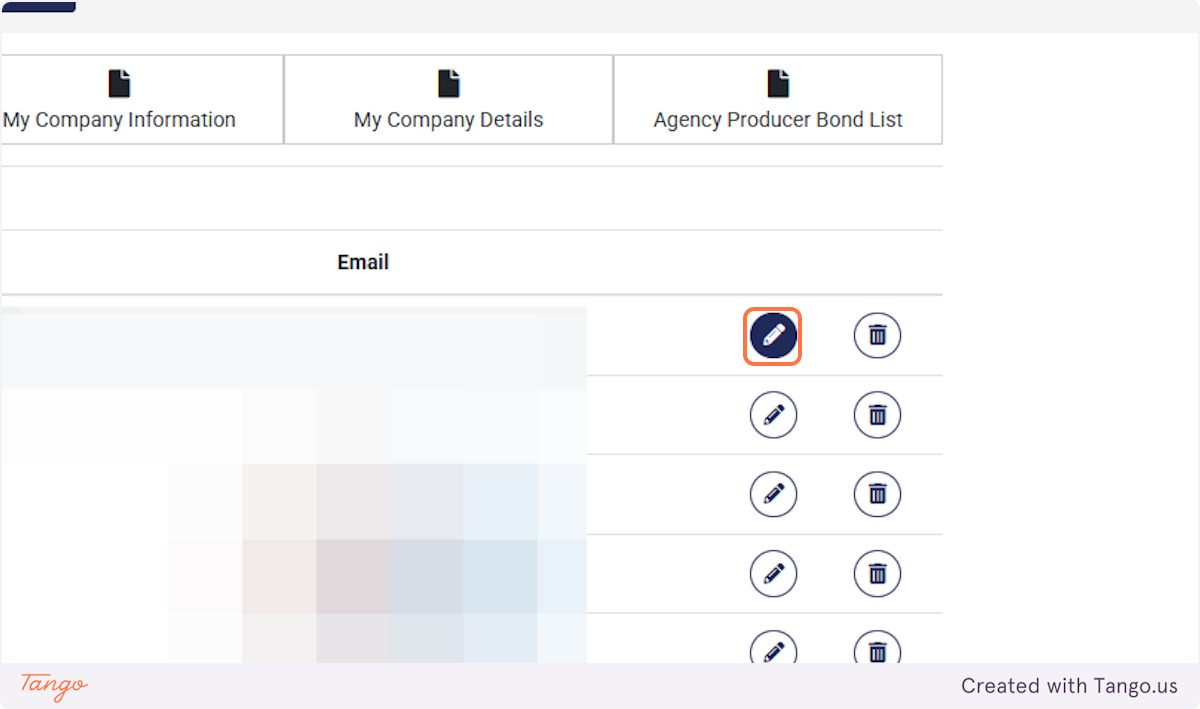 My Company Information
My Company Details
Agency Producer Bond List
Email
Tango
Created with Tango.us